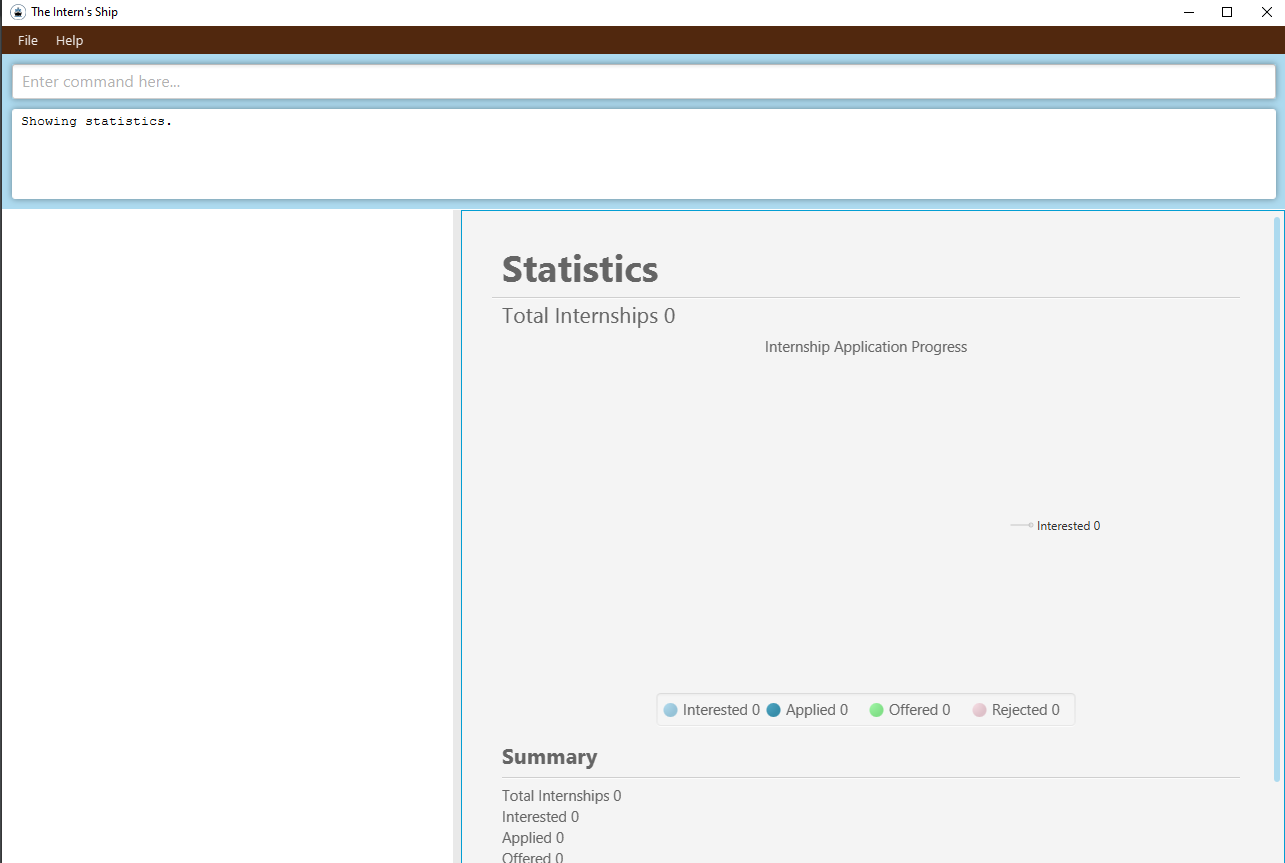 The Intern's Ship
File Help
Enter command here...
Showing statistics.
Statistics
Total Internships 0
Internship Application Progress
Interested 0
Interested 0 Applied 0 Offered 0 Rejected 0
Summary
Total Internships 0
Interested 0
Applied 0
Offered 0